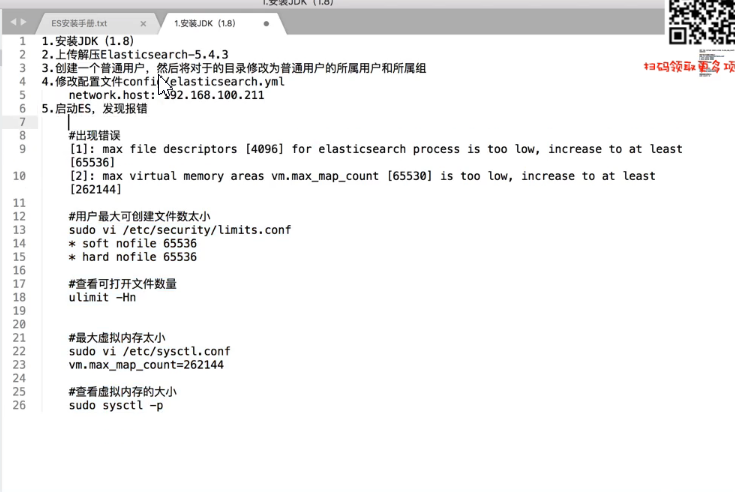 1.安装JDK (1.8)
ES安装手册.txt
×
1.安装JDK (1.8)
1 1.安装JDK (1.8)
2 2.上传解压Elasticsearch-5.4.3
3 3.创建一个普通用户, 然后将对于的目录修改为普通用户的所属用户和所属组
4 4.修改配置文件config/elasticsearch.yml
5 network.host: 192.168.100.211
6 5.启动ES, 发现报错
7
8 #出现错误
9 [1]: max file descriptors [4096] for elasticsearch process is too low, increase to at least
[65536]
10 [2]: max virtual memory areas vm.max_map_count [65530] is too low, increase to at least
[262144]
11
12 #用户最大可创建文件数太小
13 sudo vi /etc/security/limits.conf
14 * soft nofile 65536
15 * hard nofile 65536
16
17 #查看可打开文件数量
18 ulimit -Hn
19
20
21 #最大虚拟内存太小
22 sudo vi /etc/sysctl.conf
23 vm.max_map_count=262144
24
25 #查看虚拟内存的大小
26 sudo sysctl -p
扫码领取更多项